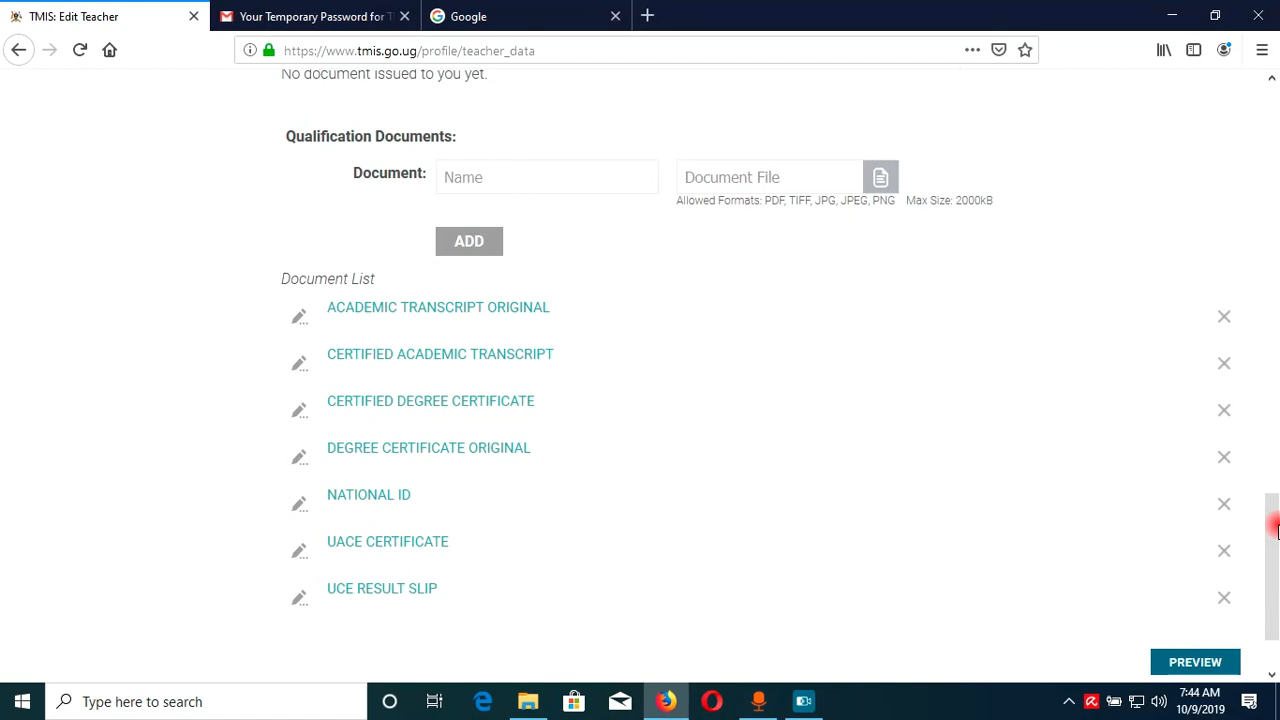 TMIS: Edit Teacher
Your Temporary Password for T
Google
https://www.tmis.go.ug/profile/teacher_data
No document issued to you yet.
Qualification Documents:
Document:
Name
Document File
Allowed Formats: PDF, TIFF, JPG, JPEG, PNG Max Size: 2000kB
ADD
Document List
ACADEMIC TRANSCRIPT ORIGINAL
CERTIFIED ACADEMIC TRANSCRIPT
CERTIFIED DEGREE CERTIFICATE
DEGREE CERTIFICATE ORIGINAL
NATIONAL ID
UACE CERTIFICATE
UCE RESULT SLIP
PREVIEW
Type here to search
7:44 AM
10/9/2019